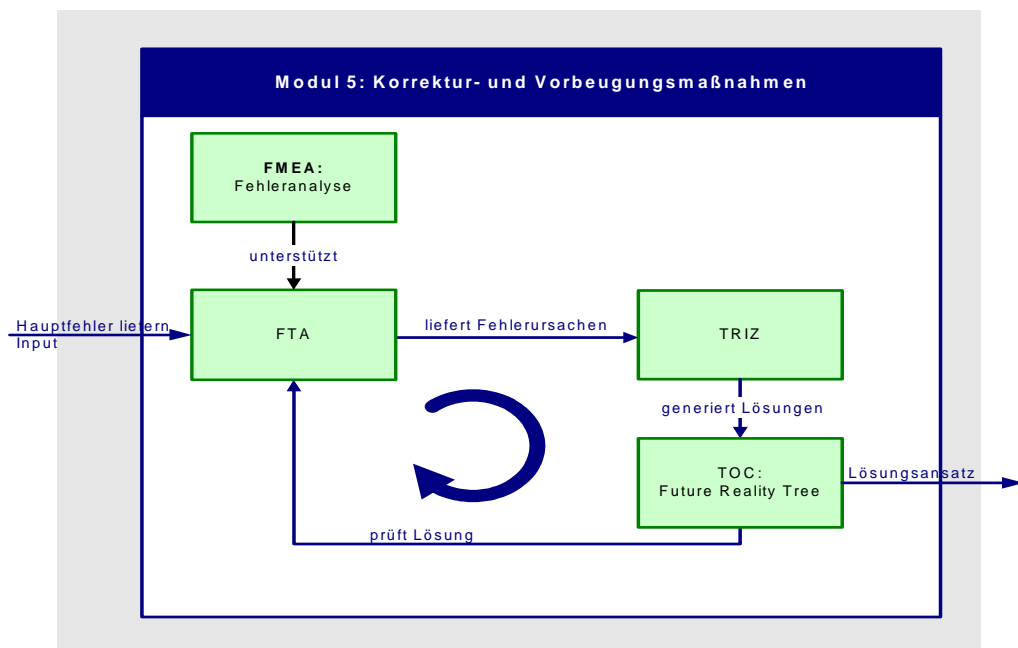 Modul 5: Korrektur- und Vorbeugungsmaßnahmen
FMEA:
Fehleranalyse
unterstützt
Hauptfehler liefern
Input
FTA
liefert Fehlerursachen
TRIZ
generiert Lösungen
TOC:
Future Reality Tree
Lösungsansatz
prüft Lösung